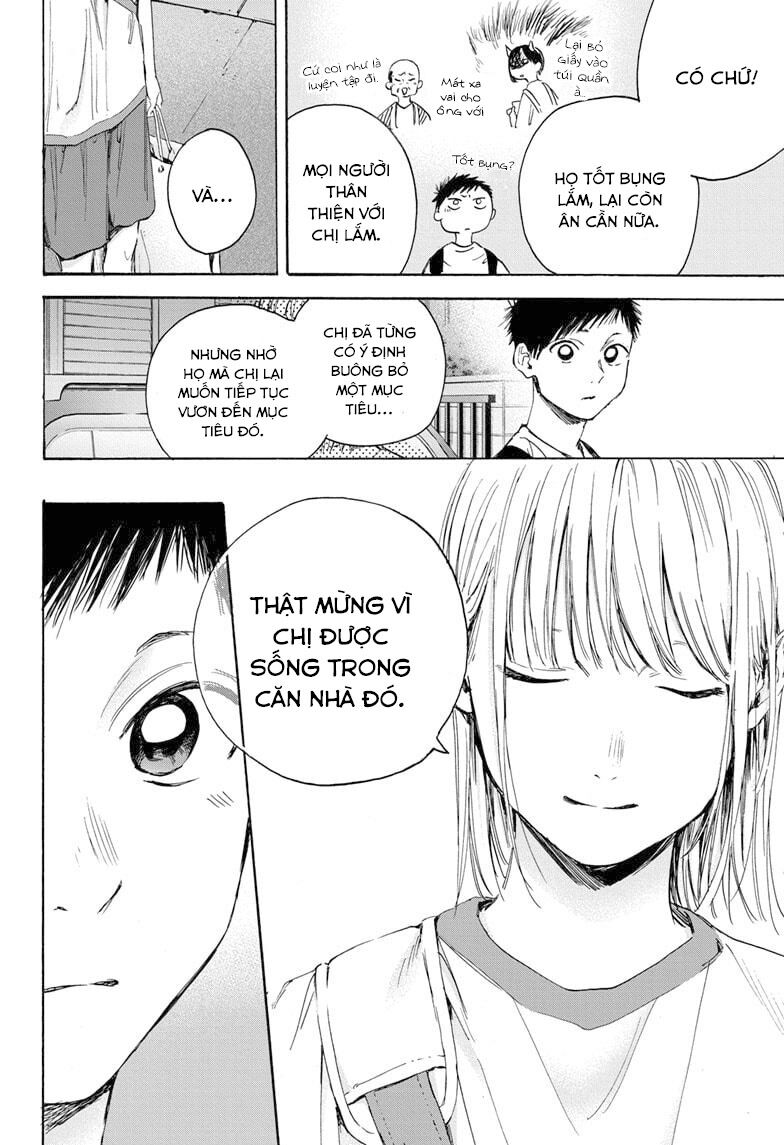 CÓ CHỨ!
HỌ TỐT BỤNG
LẮM, LẠI CÒN
ÂN CẦN NỮA.
Lại bỏ
giấy vào
túi quần
à..
Mát xa
vai cho
ông với
Cứ coi như là
luyện tập đi.
Tốt bụng?
MỌI NGƯỜI
THÂN
THIỆN VỚI
CHỊ LẮM.
VÀ...
CHỊ ĐÃ TỪNG
CÓ Ý ĐỊNH
BUÔNG BỎ
MỘT MỤC
TIÊU...
NHƯNG NHỜ
HỌ MÀ CHỊ LẠI
MUỐN TIẾP TỤC
VƯƠN ĐẾN MỤC
TIÊU ĐÓ.
THẬT MỪNG VÌ
CHỊ ĐƯỢC
SỐNG TRONG
CĂN NHÀ ĐÓ.